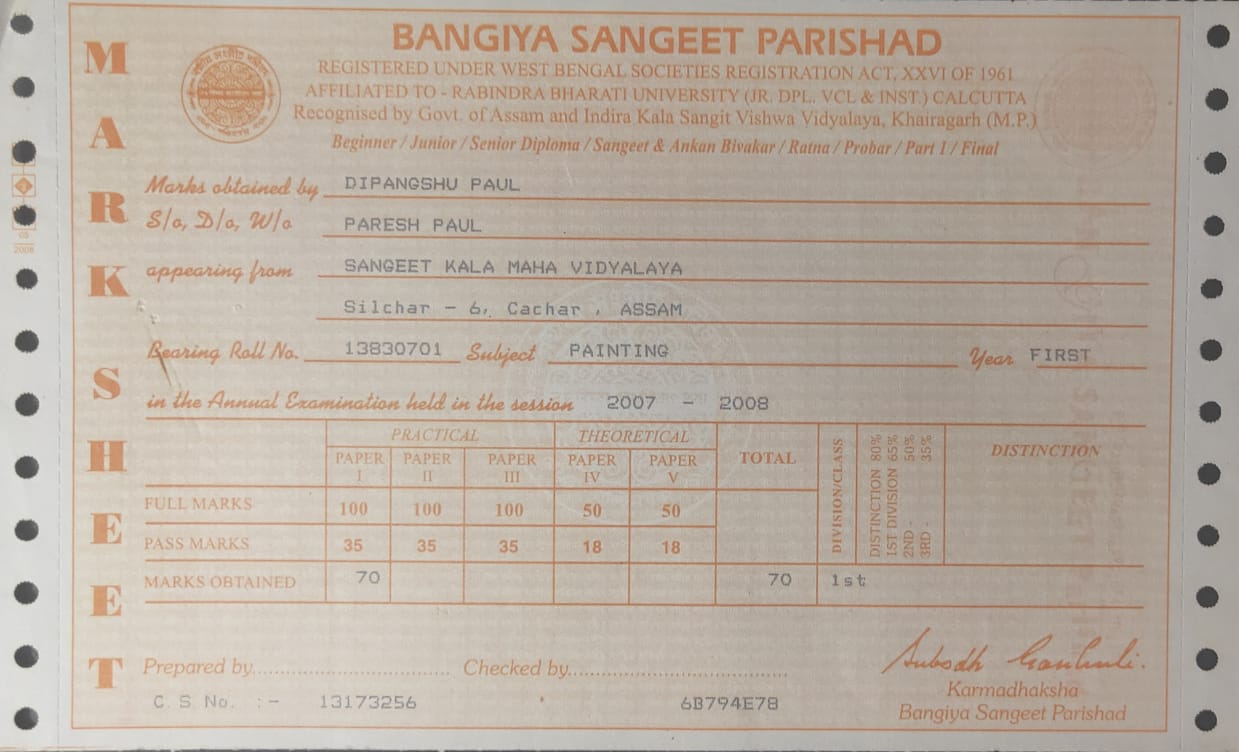 MARKSHEET
BANGIYA SANGEET PARISHAD
REGISTERED UNDER WEST BENGAL SOCIETIES REGISTRATION ACT, XXVI OF 1961
AFFILIATED TO - RABINDRA BHARATI UNIVERSITY (JR. DPL. VCL & INST.) CALCUTTA
Recognised by Govt. of Assam and Indira Kala Sangit Vishwa Vidyalaya, Khairagarh (M.P.)
Beginner / Junior / Senior Diploma / Sangeet & Ankan Bivakar / Ratna / Probar / Part I / Final
Marks obtained by DIPANGSHU PAUL
S/o, D/o, W/o PARESH PAUL
appearing from SANGEET KALA MAHA VIDYALAYA
Silchar - 6, Cachar , ASSAM
Bearing Roll No. 13830701 Subject PAINTING Year FIRST
in the Annual Examination held in the session 2007 - 2008
PRACTICAL THEORETICAL TOTAL DIVISION/CLASS DISTINCTION 80% 1ST DIVISION 65% 2ND - 50% 3RD - 35% DISTINCTION
PAPER I PAPER II PAPER III PAPER IV PAPER V
FULL MARKS 100 100 100 50 50
PASS MARKS 35 35 35 18 18
MARKS OBTAINED 70 70 1st
Prepared by Checked by
Subodh Ganguli.
C. S. No. :- 13173256 6B794E78
Karmadhaksha
Bangiya Sangeet Parishad
2008